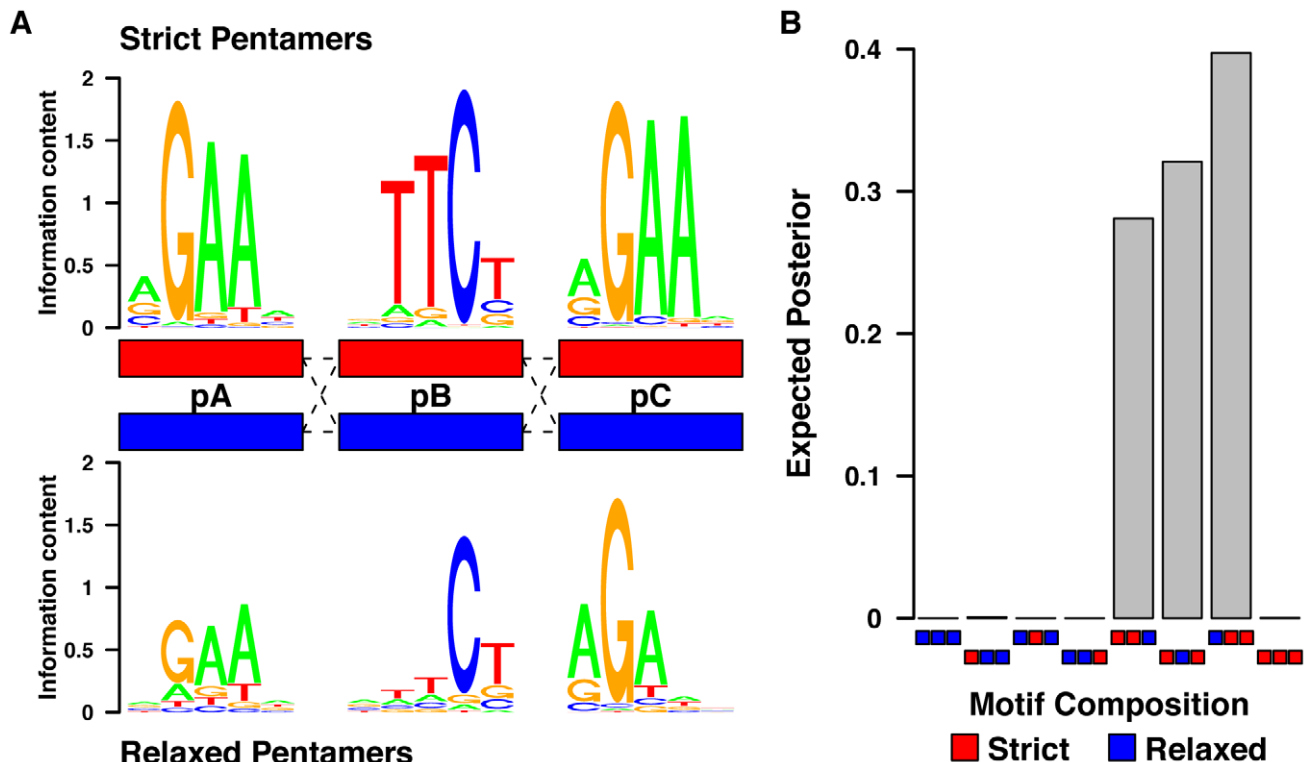 A
Strict Pentamers
Information content
2
1.5
1
0.5
0
pA pB pC
Information content
2
1.5
1
0.5
0
Relaxed Pentamers
B
Expected Posterior
0.4
0.3
0.2
0.1
0
Motif Composition
Strict Relaxed